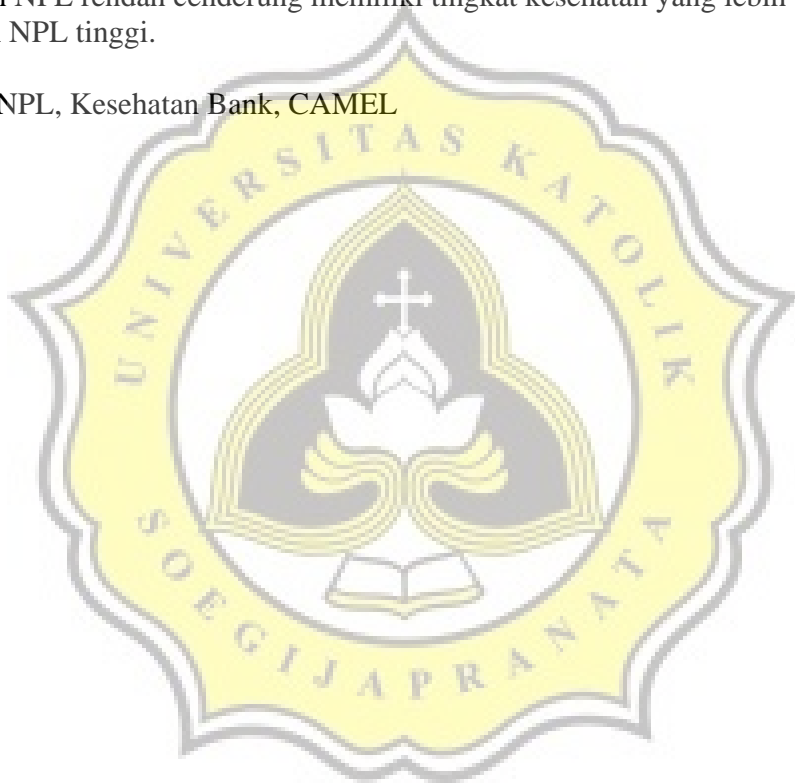 NPL rendah cenderung memiliki tingkat kesehatan yang lebih
NPL tinggi.
NPL, Kesehatan Bank, CAMEL
UNIVERSITAS KATOLIK
SOEGIJAPRANATA